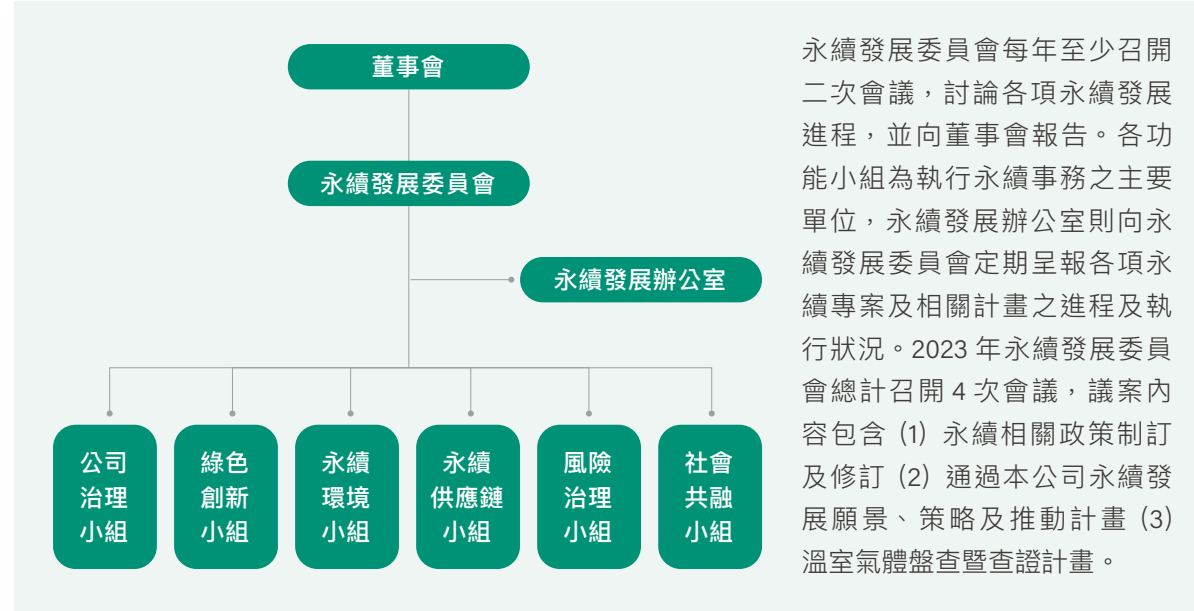 董事會
永續發展委員會
永續發展辦公室
公司
治理
小組
綠色
創新
小組
永續
環境
小組
永續
供應鏈
小組
風險
治理
小組
社會
共融
小組
永續發展委員會每年至少召開
二次會議，討論各項永續發展
進程，並向董事會報告。各功
能小組為執行永續事務之主要
單位，永續發展辦公室則向永
續發展委員會定期呈報各項永
續專案及相關計畫之進程及執
行狀況。2023 年永續發展委員
會總計召開 4 次會議，議案內
容包含 (1) 永續相關政策制訂
及修訂 (2) 通過本公司永續發
展願景、策略及推動計畫 (3)
溫室氣體盤查暨查證計畫。